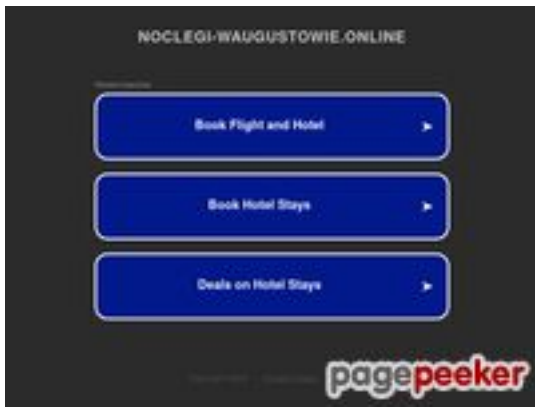 NOCLEGI-WAUGUSTOWIE.ONLINE
Book Flight and Hotel
Book Hotel Stays
Deals on Hotel Stays
pagepeeker